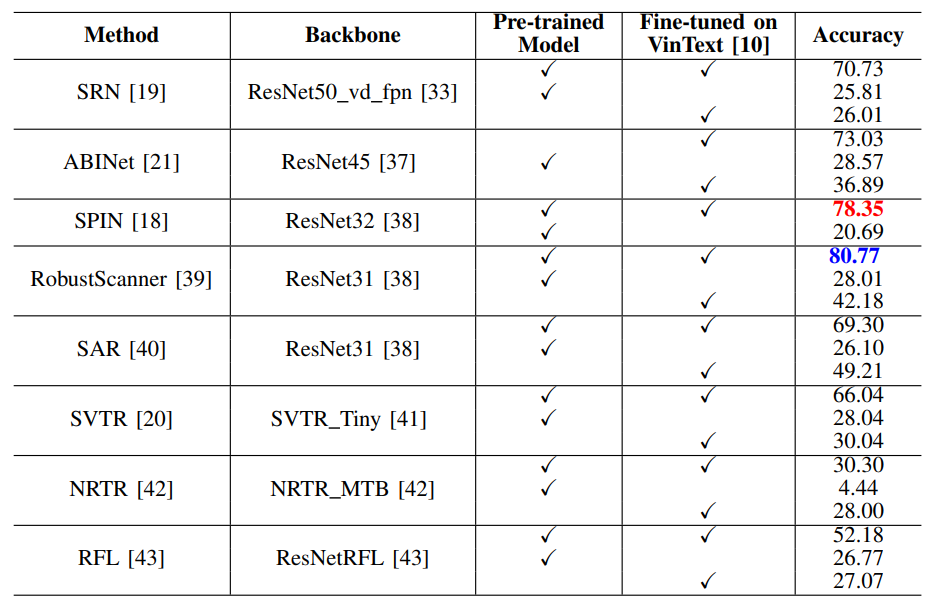 Method Backbone Pre-trained Model Fine-tuned on VinText [10] Accuracy
SRN [19] ResNet50_vd_fpn [33] ✓ ✓ 70.73
✓ 25.81
✓ 26.01
ABINet [21] ResNet45 [37] ✓ 73.03
✓ 28.57
✓ 36.89
SPIN [18] ResNet32 [38] ✓ ✓ 78.35
✓ 20.69
RobustScanner [39] ResNet31 [38] ✓ ✓ 80.77
✓ 28.01
✓ 42.18
SAR [40] ResNet31 [38] ✓ ✓ 69.30
✓ 26.10
✓ 49.21
SVTR [20] SVTR_Tiny [41] ✓ ✓ 66.04
✓ 28.04
✓ 30.04
NRTR [42] NRTR_MTB [42] ✓ ✓ 30.30
✓ 4.44
✓ 28.00
RFL [43] ResNetRFL [43] ✓ ✓ 52.18
✓ 26.77
✓ 27.07